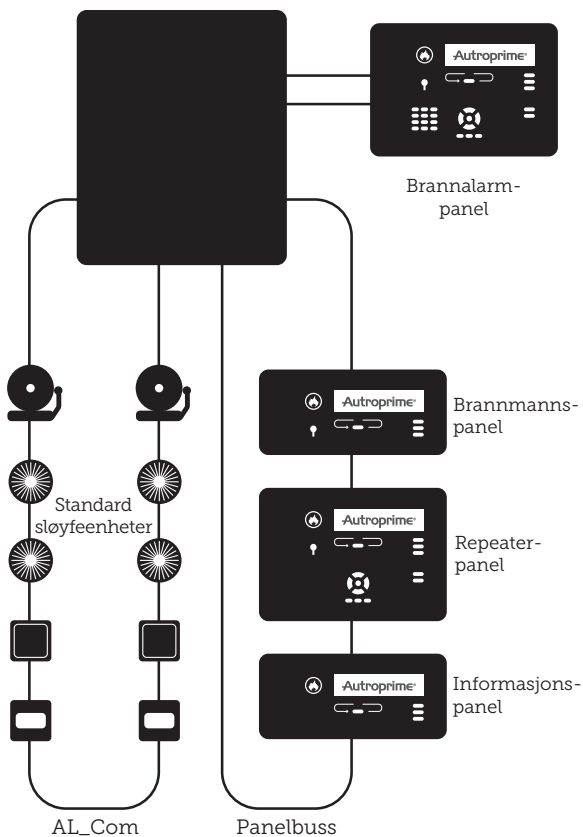 Autroprime®
Brannalarm-
panel
Autroprime®
Brannmanns-
panel
Standard
sløyfeenheter
Autroprime®
Repeater-
panel
Autroprime®
Informasjons-
panel
AL_Com
Panelbuss